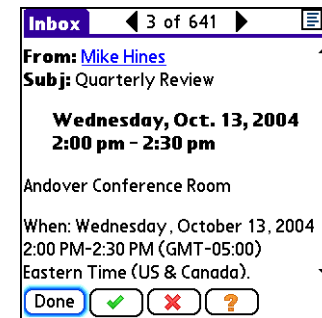 Inbox 3 of 641
From: Mike Hines
Subj: Quarterly Review
Wednesday, Oct. 13, 2004
2:00 pm - 2:30 pm
Andover Conference Room
When: Wednesday, October 13, 2004
2:00 PM-2:30 PM (GMT-05:00)
Eastern Time (US & Canada).
Done ?